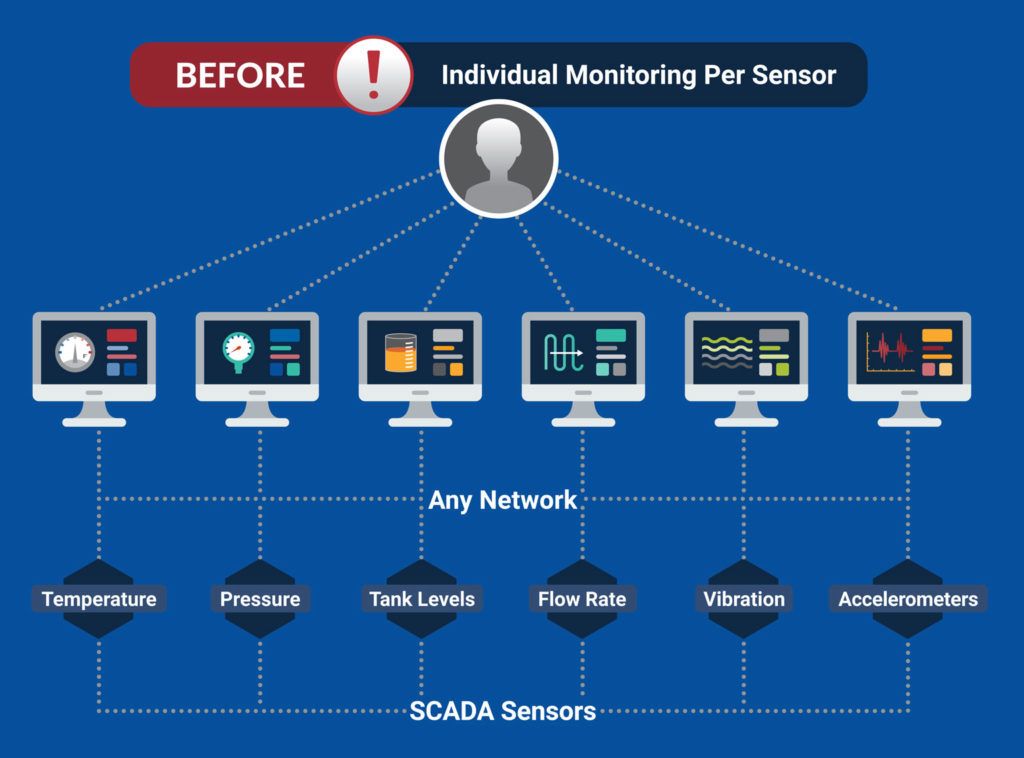 BEFORE
!
Individual Monitoring Per Sensor
Any Network
Temperature
Pressure
Tank Levels
Flow Rate
Vibration
Accelerometers
SCADA Sensors